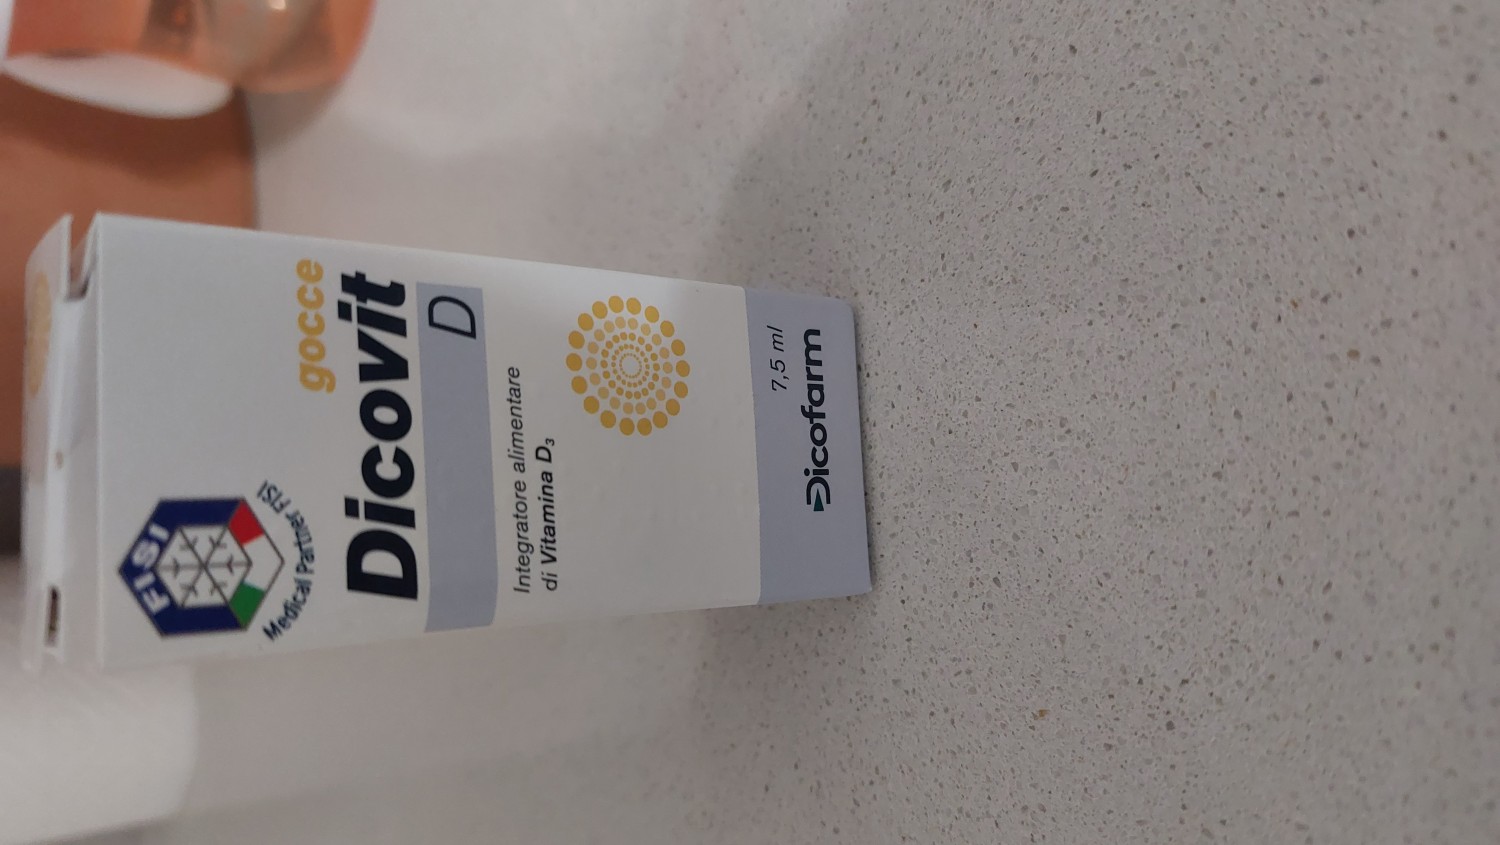 FISI
Medical Partner FISI
gocce
Dicovit
D
Integratore alimentare
di Vitamina D₃
7,5 ml
Dicofarm